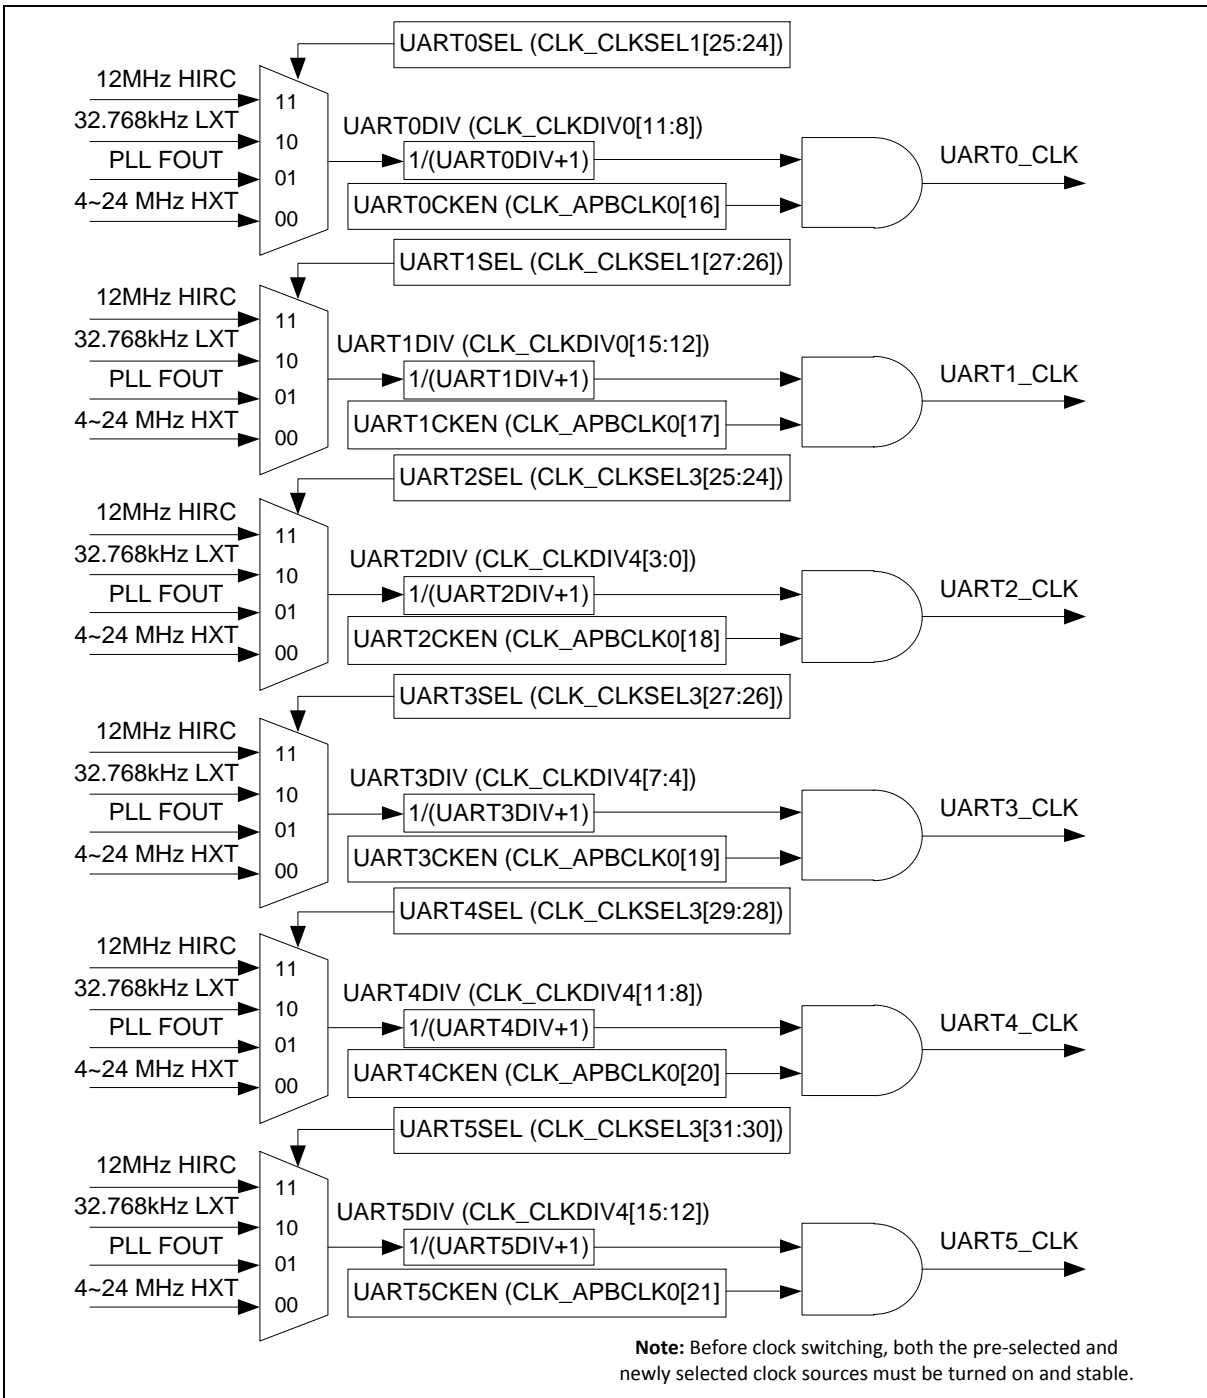 UART0SEL (CLK_CLKSEL1[25:24])
12MHz HIRC
11
32.768kHz LXT
UART0DIV (CLK_CLKDIV0[11:8])
10
UART0_CLK
PLL FOUT
1/(UART0DIV+1)
01
4~24 MHz HXT
UART0CKEN (CLK_APBCLK0[16]
00
UART1SEL (CLK_CLKSEL1[27:26])
12MHz HIRC
11
32.768kHz LXT
UART1DIV (CLK_CLKDIV0[15:12])
10
UART1_CLK
PLL FOUT
1/(UART1DIV+1)
01
4~24 MHz HXT
UART1CKEN (CLK_APBCLK0[17]
00
UART2SEL (CLK_CLKSEL3[25:24])
12MHz HIRC
11
32.768kHz LXT
UART2DIV (CLK_CLKDIV4[3:0])
10
UART2_CLK
PLL FOUT
1/(UART2DIV+1)
01
4~24 MHz HXT
UART2CKEN (CLK_APBCLK0[18]
00
UART3SEL (CLK_CLKSEL3[27:26])
12MHz HIRC
11
32.768kHz LXT
UART3DIV (CLK_CLKDIV4[7:4])
10
UART3_CLK
PLL FOUT
1/(UART3DIV+1)
01
4~24 MHz HXT
UART3CKEN (CLK_APBCLK0[19]
00
UART4SEL (CLK_CLKSEL3[29:28])
12MHz HIRC
11
32.768kHz LXT
UART4DIV (CLK_CLKDIV4[11:8])
10
UART4_CLK
PLL FOUT
1/(UART4DIV+1)
01
4~24 MHz HXT
UART4CKEN (CLK_APBCLK0[20]
00
UART5SEL (CLK_CLKSEL3[31:30])
12MHz HIRC
11
32.768kHz LXT
UART5DIV (CLK_CLKDIV4[15:12])
10
UART5_CLK
PLL FOUT
1/(UART5DIV+1)
01
4~24 MHz HXT
UART5CKEN (CLK_APBCLK0[21]
00
Note: Before clock switching, both the pre-selected and
newly selected clock sources must be turned on and stable.